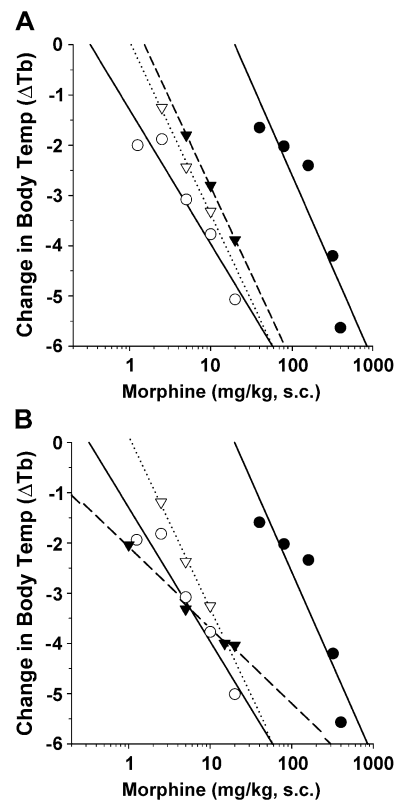 A
0
-1
-2
-3
-4
-5
-6
Change in Body Temp (ΔTb)
1 10 100 1000
Morphine (mg/kg, s.c.)
B
0
-1
-2
-3
-4
-5
-6
Change in Body Temp (ΔTb)
1 10 100 1000
Morphine (mg/kg, s.c.)